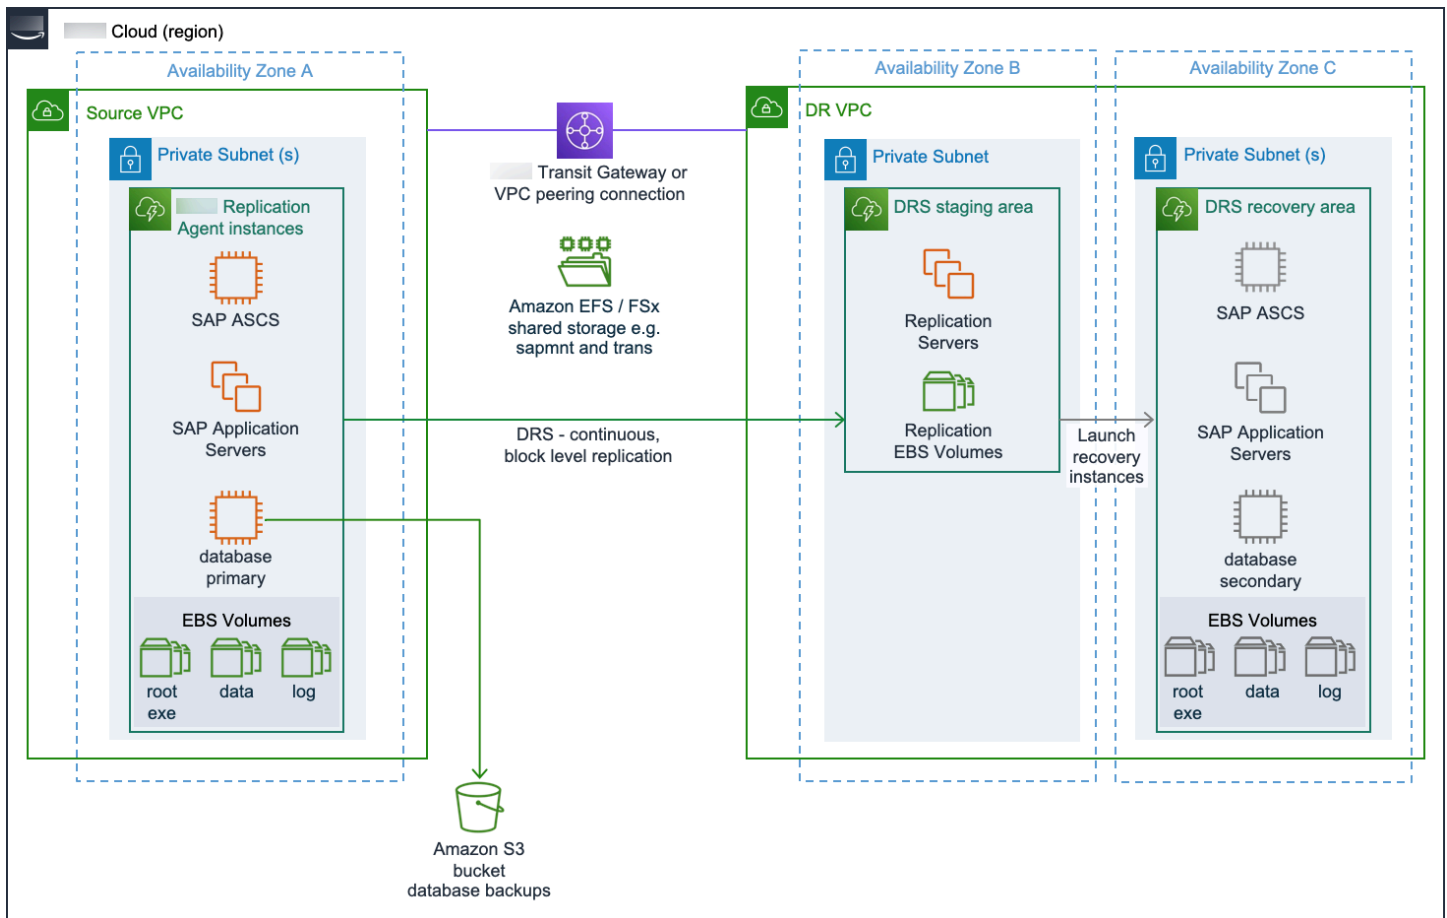 Cloud (region)
Availability Zone A
Source VPC
Private Subnet (s)
Replication
Agent instances
SAP ASCS
SAP Application
Servers
database
primary
EBS Volumes
root
exe
data
log
Transit Gateway or
VPC peering connection
Amazon EFS / FSx
shared storage e.g.
sapmnt and trans
DRS - continuous,
block level replication
Amazon S3
bucket
database backups
DR VPC
Availability Zone B
Private Subnet
DRS staging area
Replication
Servers
Replication
EBS Volumes
Launch
recovery
instances
Availability Zone C
Private Subnet (s)
DRS recovery area
SAP ASCS
SAP Application
Servers
database
secondary
EBS Volumes
root
exe
data
log